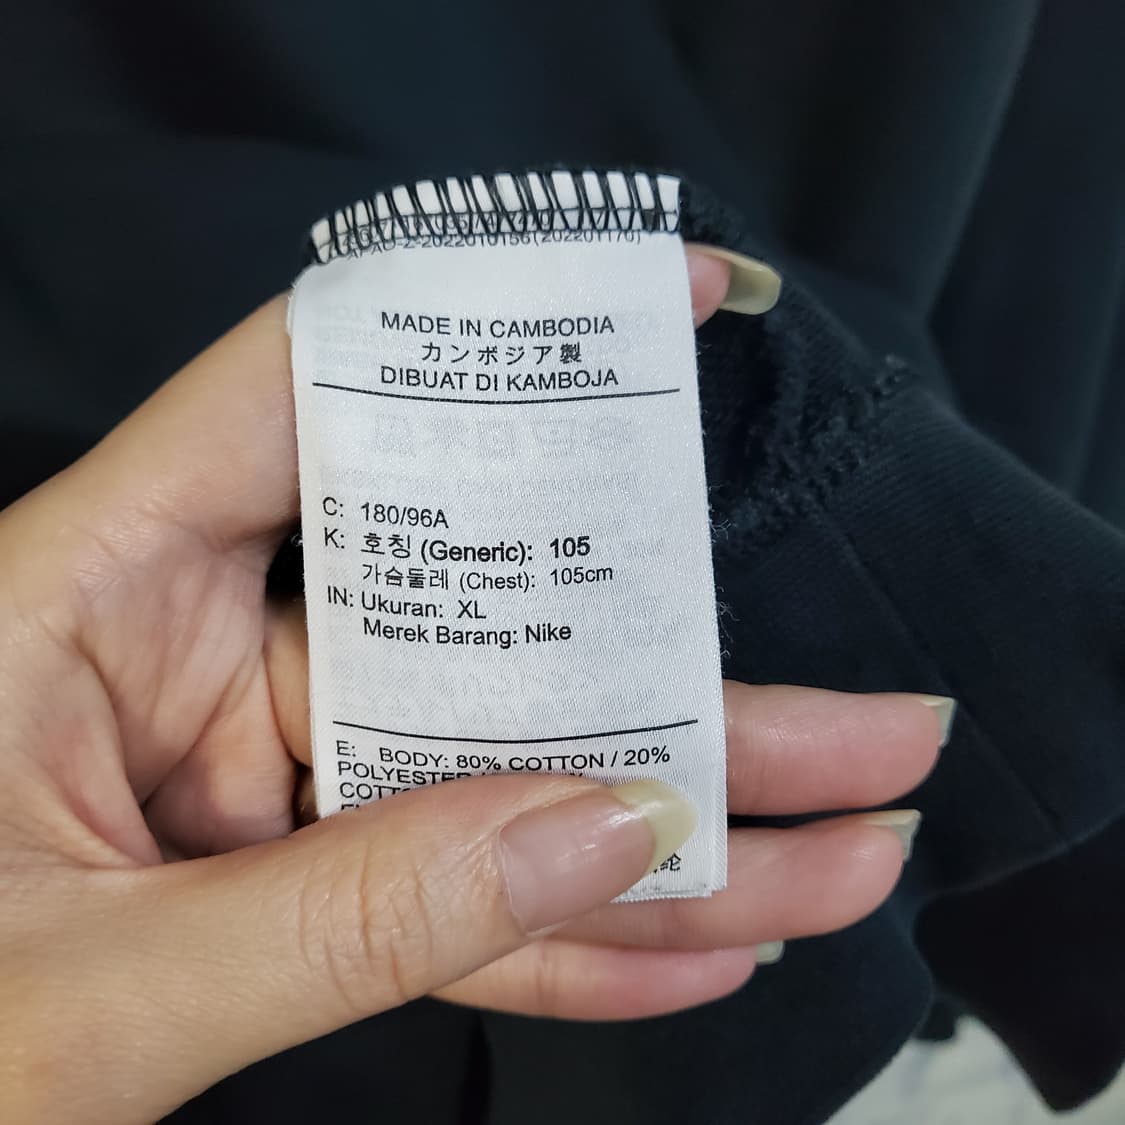 MADE IN CAMBODIA
カンボジア製
DIBUAT DI KAMBOJA
C: 180/96A
K: 호칭 (Generic): 105
가슴둘레 (Chest): 105cm
IN: Ukuran: XL
Merek Barang: Nike
E: BODY: 80% COTTON / 20%
POLYESTER